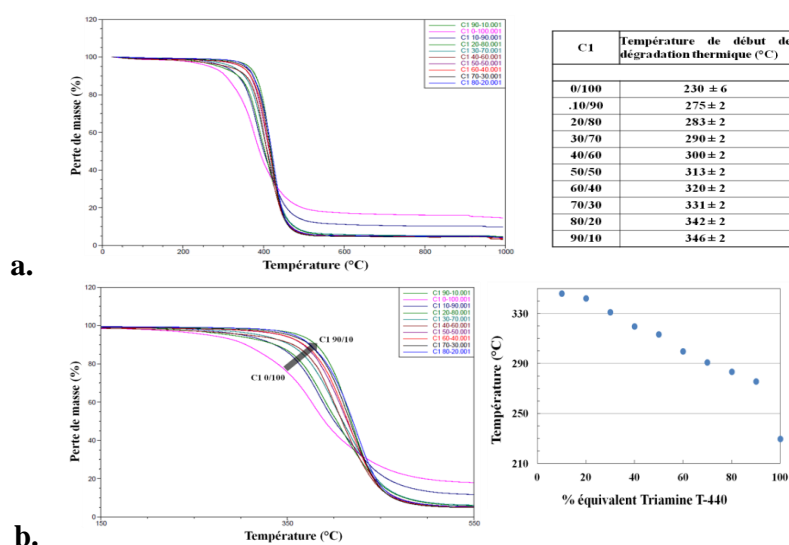 100
80
60
40
20
0
Perte de masse (%)
0
200
400
600
800
1000
Température (°C)
C1 90-10.001
C1 0-100.001
C1 10-90.001
C1 20-80.001
C1 30-70.001
C1 40-60.001
C1 50-50.001
C1 60-40.001
C1 70-30.001
C1 80-20.001
C1
Température de début de
dégradation thermique (°C)
0/100
230 ± 6
.10/90
275 ± 2
20/80
283 ± 2
30/70
290 ± 2
40/60
300 ± 2
50/50
313 ± 2
60/40
320 ± 2
70/30
331 ± 2
80/20
342 ± 2
90/10
346 ± 2
a.
120
100
80
60
40
20
0
Perte de masse (%)
150
350
550
Température (°C)
C1 90/10
C1 0/100
C1 90-10.001
C1 0-100.001
C1 10-90.001
C1 20-80.001
C1 30-70.001
C1 40-60.001
C1 50-50.001
C1 60-40.001
C1 70-30.001
C1 80-20.001
330
290
250
210
Température (°C)
0
20
40
60
80
100
% équivalent Triamine T-440
b.